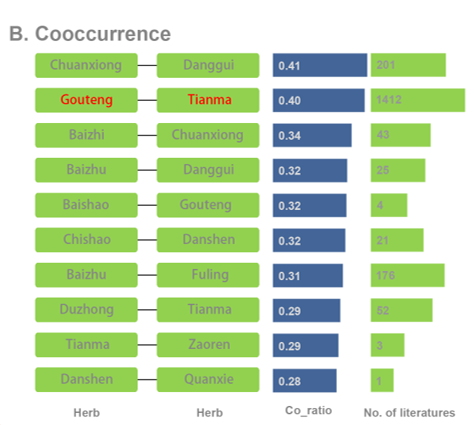 B. Cooccurrence
Chuanxiong Danggui 0.41 201
Gouteng Tianma 0.40 1412
Baizhi Chuanxiong 0.34 43
Baizhu Danggui 0.32 25
Baishao Gouteng 0.32 4
Chishao Danshen 0.32 21
Baizhu Fuling 0.31 176
Duzhong Tianma 0.29 52
Tianma Zaoren 0.29 3
Danshen Quanxie 0.28 1
Herb Herb Co_ratio No. of literatures